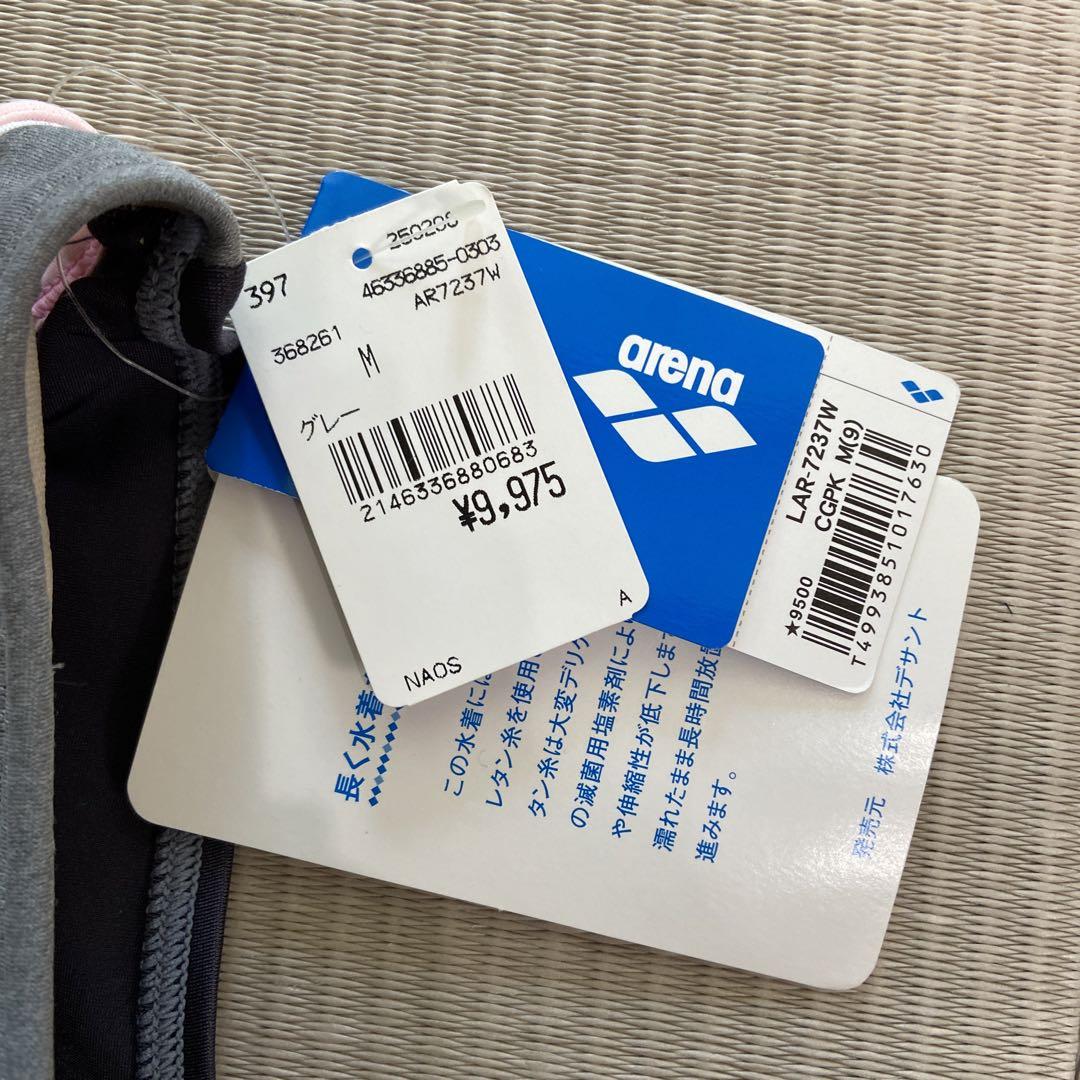 250206
397
46336885-0303
AR7237W
368261
M
グレー
2146336880683
¥9,975
A
NAOS
arena
LAR-7237W
CGPK M(9)
★9500
T4993851017630
長く水着
この水着には
レタン糸を使用
タン糸は大変デリケ
の滅菌用塩素剤によ
や伸縮性が低下しま
濡れたまま長時間放置
進みます。
発売元 株式会社デサント